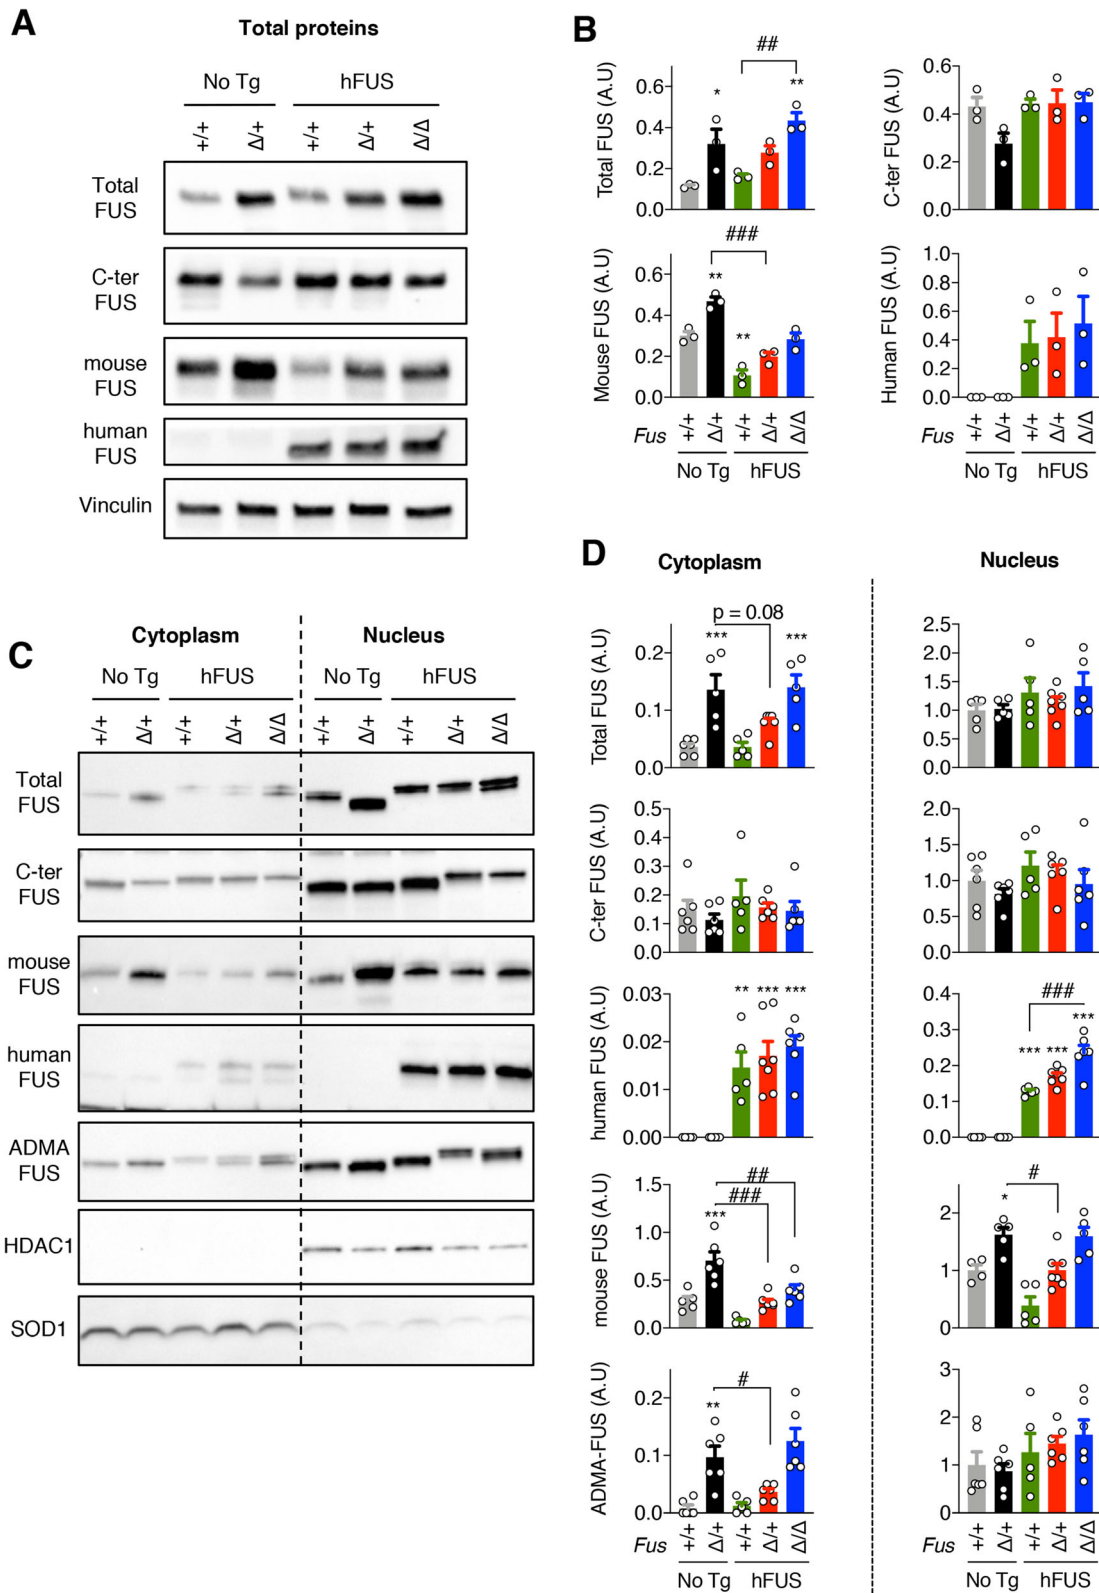 A
Total proteins
No Tg
hFUS
+/+
Δ/+
+/+
Δ/+
Δ/Δ
Total
FUS
C-ter
FUS
mouse
FUS
human
FUS
Vinculin
B
Total FUS (A.U)
0.6
0.4
0.2
0.0
*
##
**
C-ter FUS (A.U)
0.6
0.4
0.2
0.0
Mouse FUS (A.U)
0.6
0.4
0.2
0.0
**
###
**
Human FUS (A.U)
1.0
0.8
0.6
0.4
0.2
0.0
Fus
+/+
Δ/+
+/+
Δ/+
Δ/Δ
No Tg
hFUS
+/+
Δ/+
+/+
Δ/+
Δ/Δ
No Tg
hFUS
C
Cytoplasm
Nucleus
No Tg
hFUS
No Tg
hFUS
+/+
Δ/+
+/+
Δ/+
Δ/Δ
+/+
Δ/+
+/+
Δ/+
Δ/Δ
Total
FUS
C-ter
FUS
mouse
FUS
human
FUS
ADMA
FUS
HDAC1
SOD1
D
Cytoplasm
Nucleus
Total FUS (A.U)
0.2
0.1
0.0
p = 0.08
***
***
2.5
2.0
1.5
1.0
0.5
0.0
C-ter FUS (A.U)
0.5
0.4
0.3
0.2
0.1
0.0
2.0
1.5
1.0
0.5
0.0
human FUS (A.U)
0.03
0.02
0.01
0.00
**
***
***
0.4
0.3
0.2
0.1
0.0
###
***
***
***
mouse FUS (A.U)
1.5
1.0
0.5
0.0
##
###
***
2
1
0
#
*
ADMA-FUS (A.U)
0.2
0.1
0.0
#
**
3
2
1
0
Fus
+/+
Δ/+
+/+
Δ/+
Δ/Δ
No Tg
hFUS
+/+
Δ/+
+/+
Δ/+
Δ/Δ
No Tg
hFUS